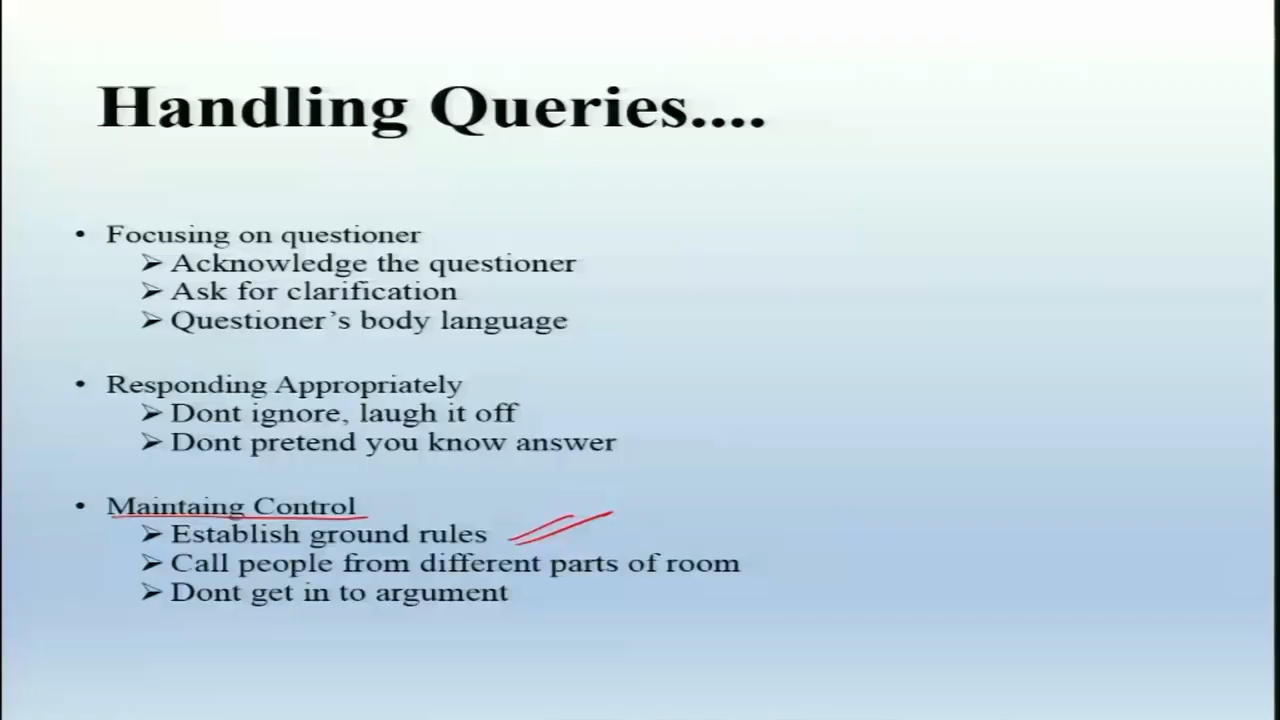 Handling Queries....
• Focusing on questioner
➢ Acknowledge the questioner
➢ Ask for clarification
➢ Questioner's body language
• Responding Appropriately
➢ Dont ignore, laugh it off
➢ Dont pretend you know answer
• Maintaing Control
➢ Establish ground rules
➢ Call people from different parts of room
➢ Dont get in to argument